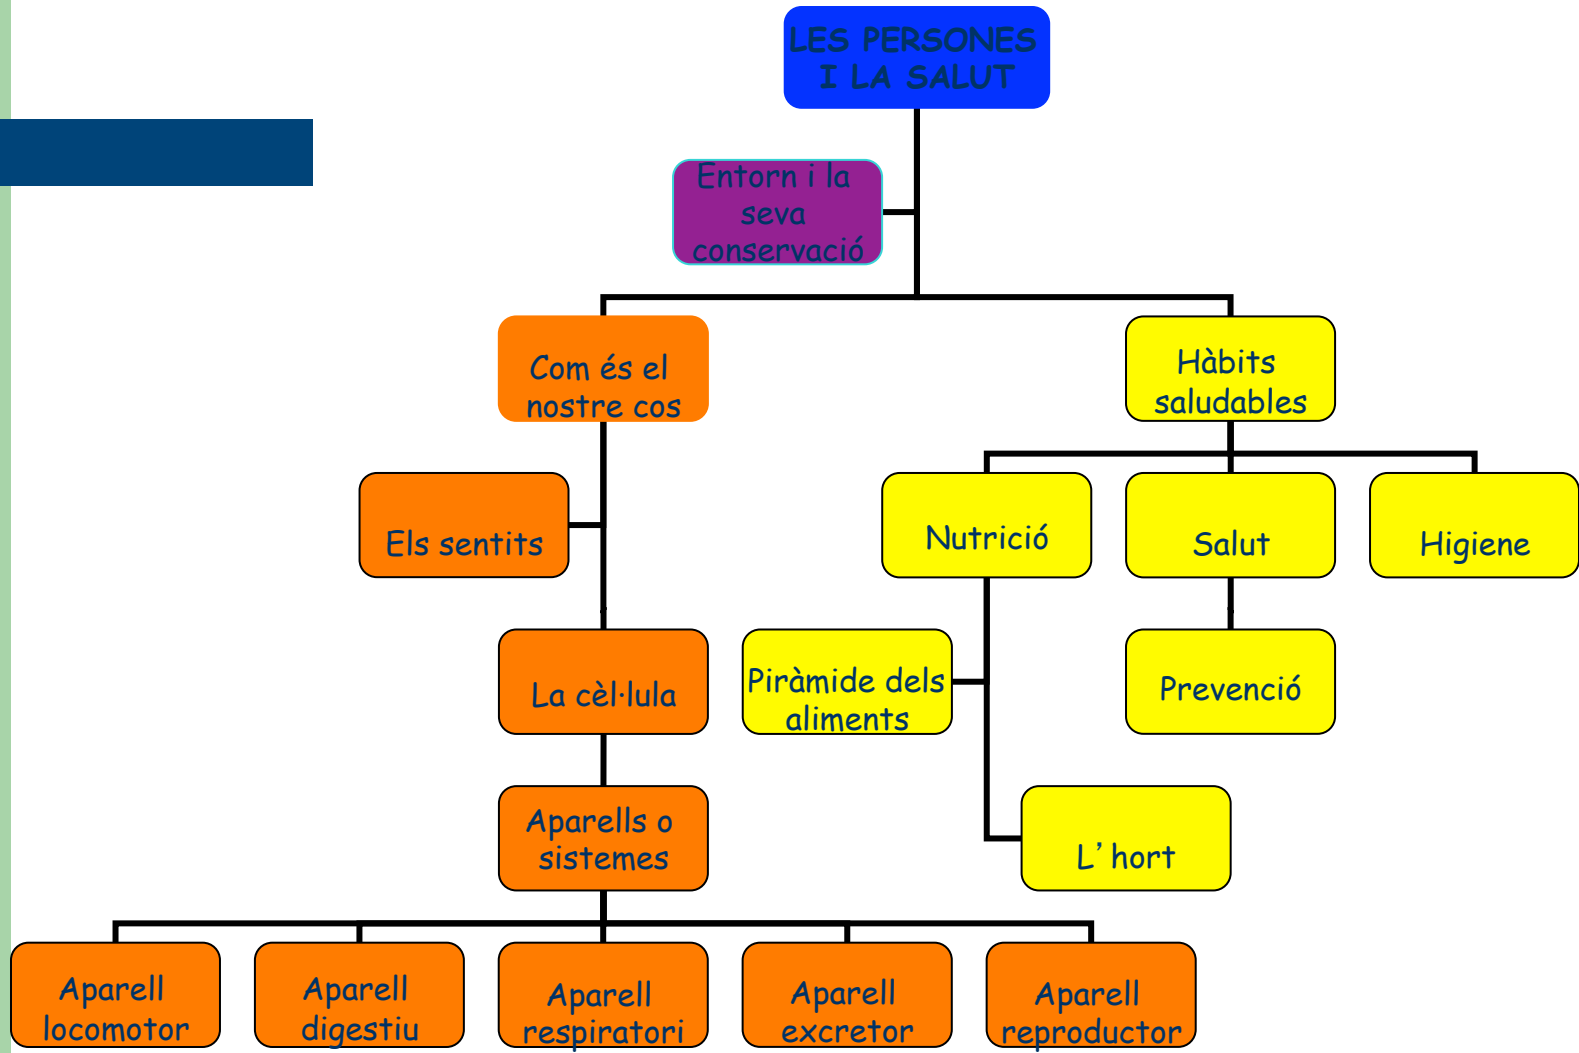 LES PERSONES
I LA SALUT
Entorn i la
seva
conservació
Com és el
nostre cos
Hàbits
saludables
Els sentits
Nutrició
Salut
Higiene
La cèl·lula
Piràmide dels
aliments
Prevenció
Aparells o
sistemes
L’ hort
Aparell
locomotor
Aparell
digestiu
Aparell
respiratori
Aparell
excretor
Aparell
reproductor